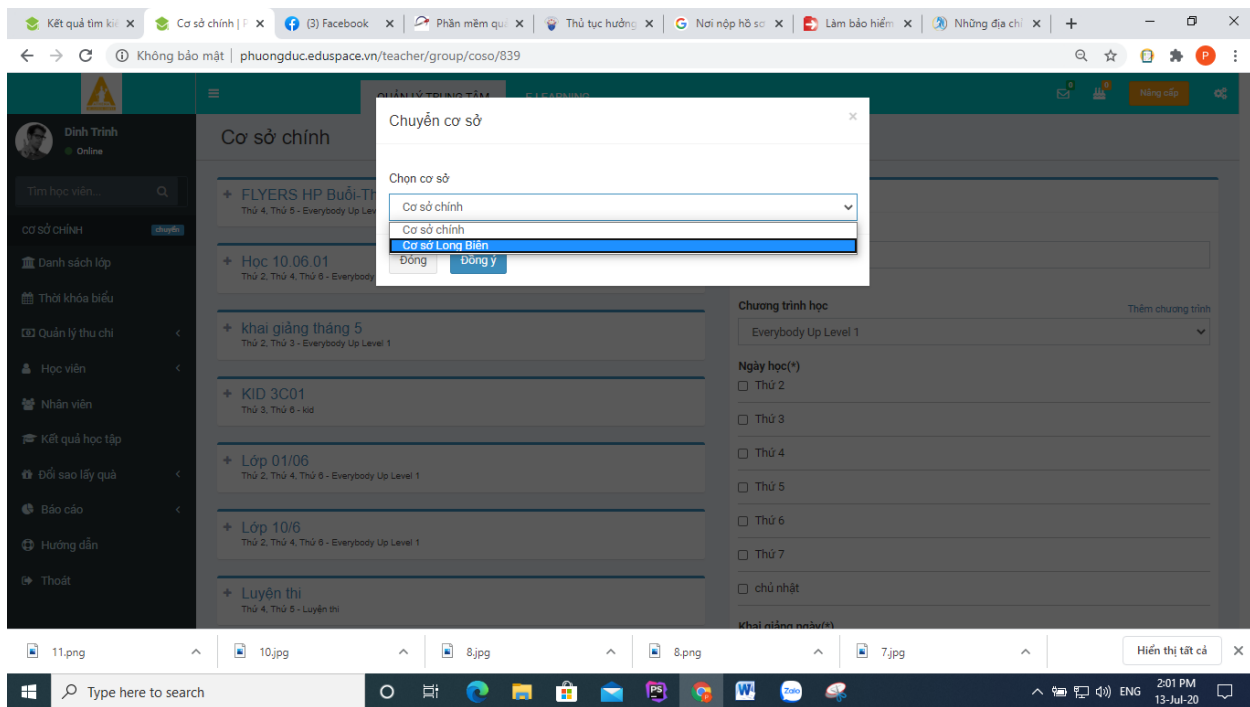 Kết quả tìm kiế
Cơ sở chính | P
(3) Facebook
Phần mềm qu
Thủ tục hưởng
Nơi nộp hồ sơ
Làm bảo hiểm
Những địa chỉ
Không bảo mật | phuongduc.eduspace.vn/teacher/group/coso/839
P
QUẢN LÝ TRUNG TÂM
E-LEARNING
0
0
Nâng cấp
Dinh Trinh
Online
Tìm học viên...
CƠ SỞ CHÍNH
chuyển
Danh sách lớp
Thời khóa biểu
Quản lý thu chi
Học viên
Nhân viên
Kết quả học tập
Đổi sao lấy quà
Báo cáo
Hướng dẫn
Thoát
Cơ sở chính
Chuyển cơ sở
Chọn cơ sở
Cơ sở chính
Cơ sở chính
Cơ sở Long Biên
Đóng
Đồng ý
FLYERS HP Buổi-Th
Thứ 4, Thứ 5 - Everybody Up Lev
Học 10.06.01
Thứ 2, Thứ 4, Thứ 6 - Everybody
khai giảng tháng 5
Thứ 2, Thứ 3 - Everybody Up Level 1
KID 3C01
Thứ 3, Thứ 6 - kid
Lớp 01/06
Thứ 2, Thứ 4, Thứ 6 - Everybody Up Level 1
Lớp 10/6
Thứ 2, Thứ 4, Thứ 6 - Everybody Up Level 1
Luyện thi
Thứ 4, Thứ 5 - Luyện thi
Chương trình học
Thêm chương trình
Everybody Up Level 1
Ngày học(*)
Thứ 2
Thứ 3
Thứ 4
Thứ 5
Thứ 6
Thứ 7
chủ nhật
Khai giảng ngày(*)
11.png
10.jpg
8.jpg
8.png
7.jpg
Hiển thị tất cả
Type here to search
ENG
2:01 PM
13-Jul-20